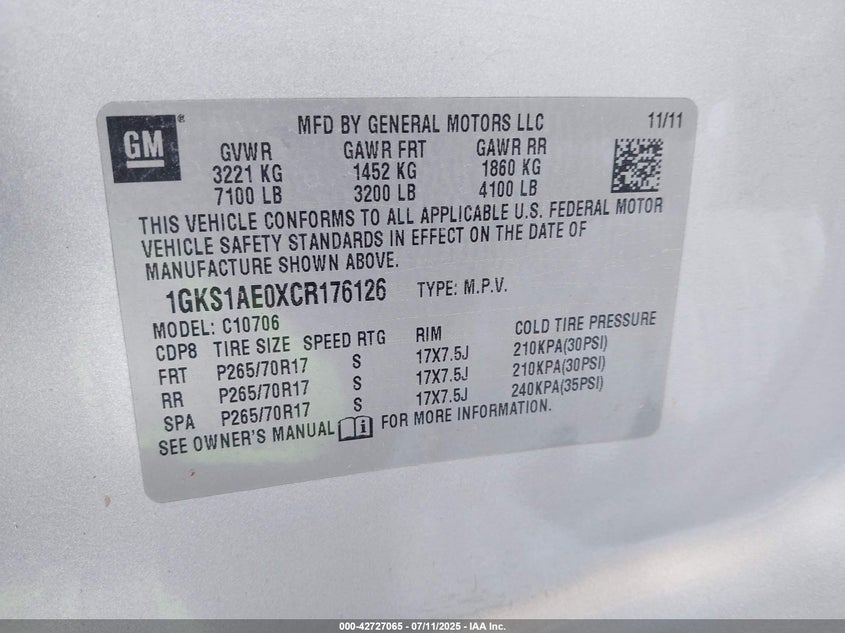 GM®
MFD BY GENERAL MOTORS LLC 11/11
GVWR GAWR FRT GAWR RR
3221 KG 1452 KG 1860 KG
7100 LB 3200 LB 4100 LB
THIS VEHICLE CONFORMS TO ALL APPLICABLE U.S. FEDERAL MOTOR
VEHICLE SAFETY STANDARDS IN EFFECT ON THE DATE OF
MANUFACTURE SHOWN ABOVE.
1GKS1AE0XCR176126 TYPE: M.P.V.
MODEL: C10706
CDP8 TIRE SIZE SPEED RTG RIM COLD TIRE PRESSURE
FRT P265/70R17 S 17X7.5J 210KPA(30PSI)
RR P265/70R17 S 17X7.5J 210KPA(30PSI)
SPA P265/70R17 S 17X7.5J 240KPA(35PSI)
SEE OWNER'S MANUAL i FOR MORE INFORMATION.
000-42727065 - 07/11/2025 - IAA Inc.